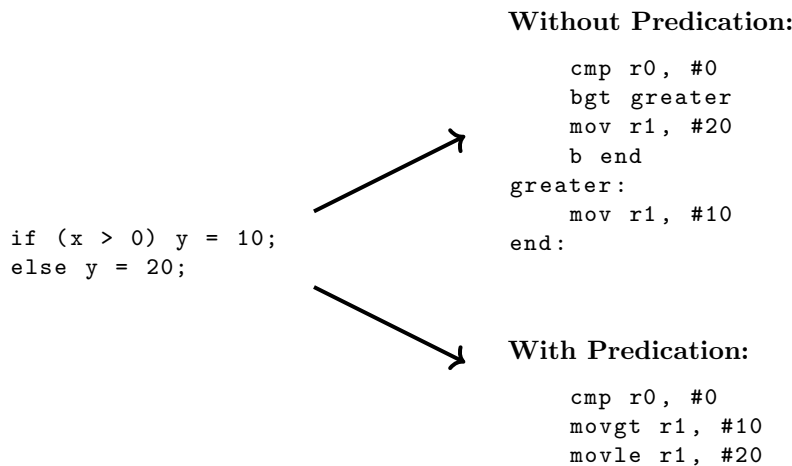 if (x > 0) y = 10;
else y = 20;
Without Predication:
cmp r0, #0
bgt greater
mov r1, #20
b end
greater:
mov r1, #10
end:
With Predication:
cmp r0, #0
movgt r1, #10
movle r1, #20